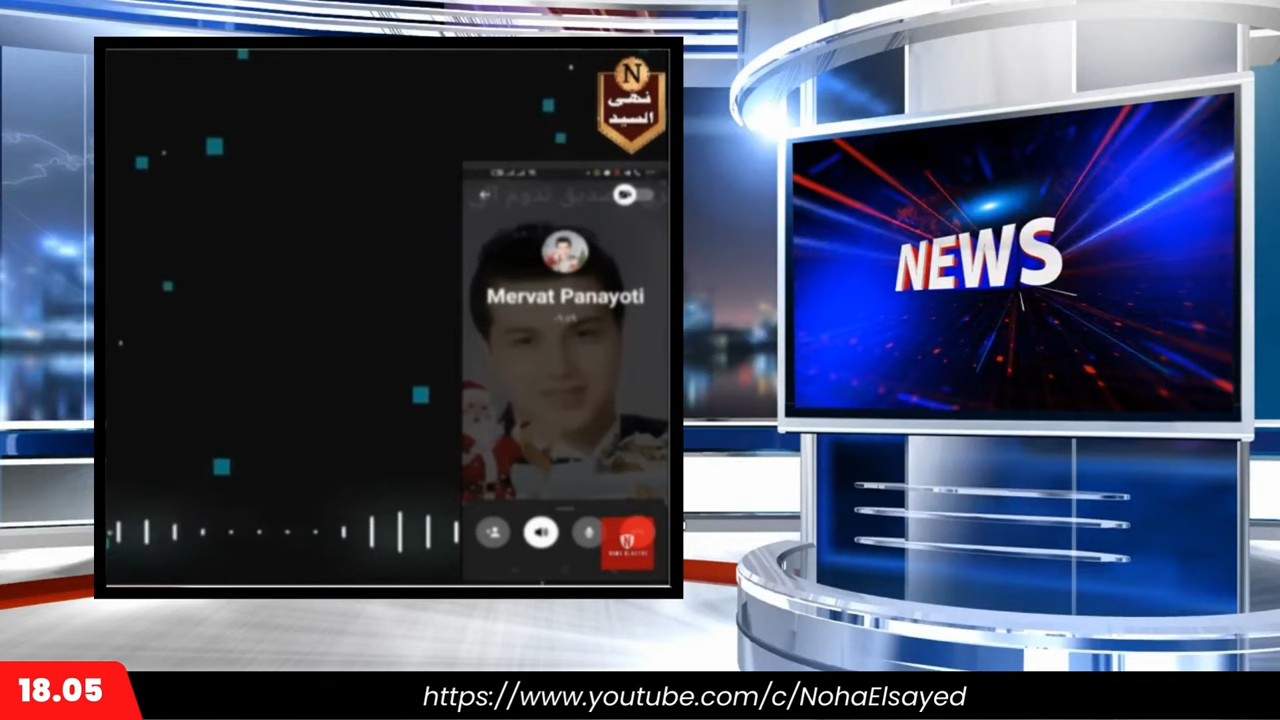 N
نهى
السيد
Mervat Panayoti
NEWS
18.05
https://www.youtube.com/c/NohaElsayed